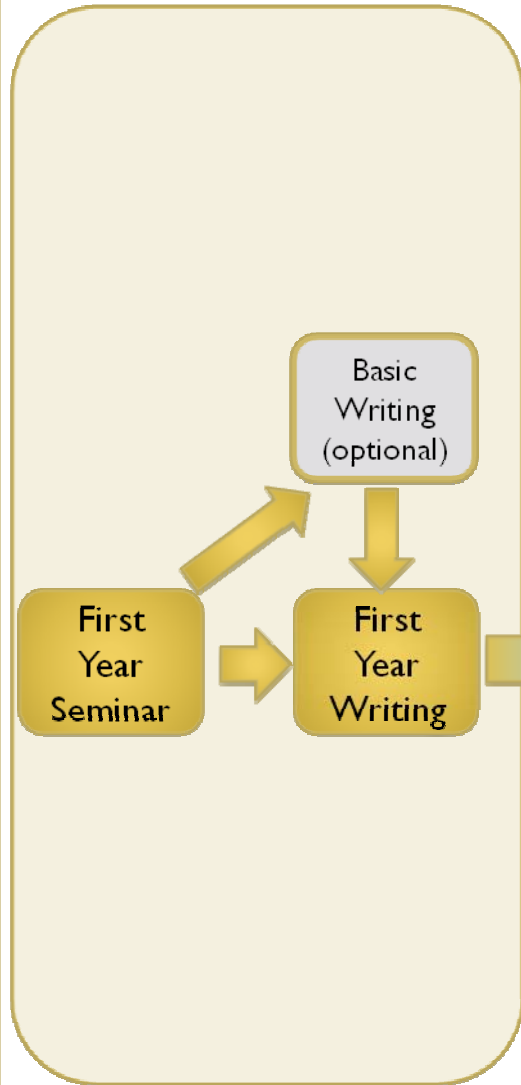 Basic
Writing
(optional)
First
Year
Seminar
First
Year
Writing